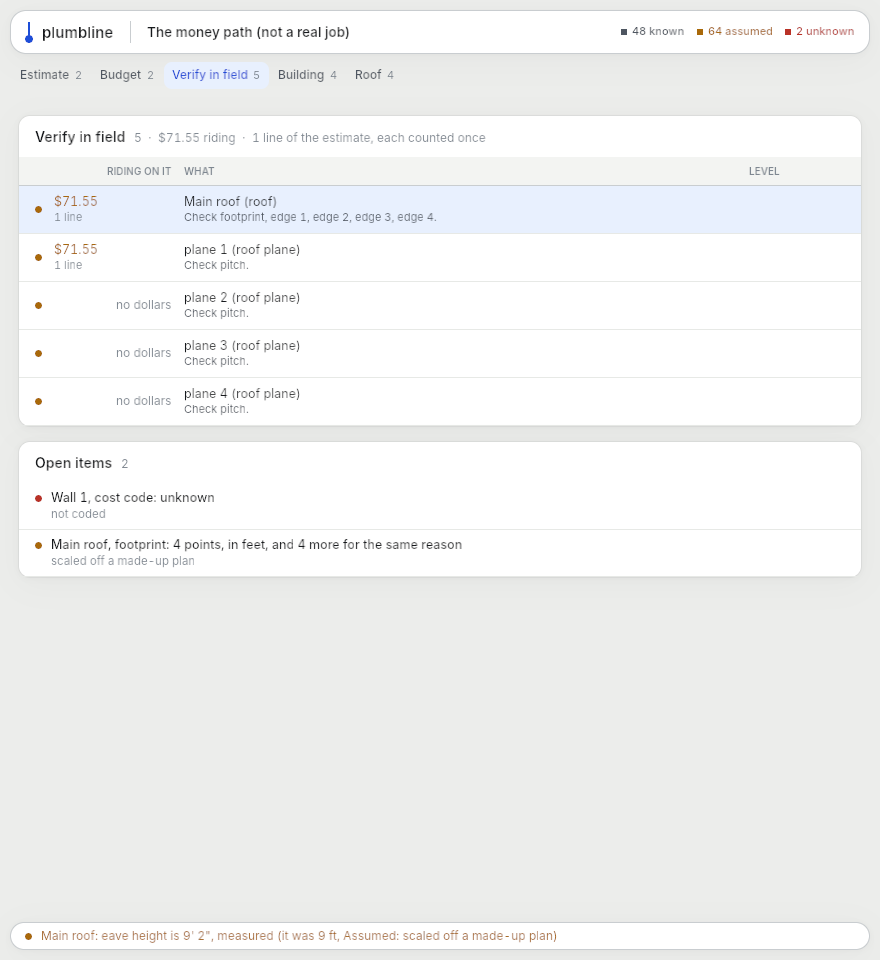 plumbline
The money path (not a real job)
48 known
64 assumed
2 unknown
Estimate 2
Budget 2
Verify in field 5
Building 4
Roof 4
Verify in field 5 · $71.55 riding · 1 line of the estimate, each counted once
RIDING ON IT WHAT LEVEL
$71.55 Main roof (roof)
1 line Check footprint, edge 1, edge 2, edge 3, edge 4.
$71.55 plane 1 (roof plane)
1 line Check pitch.
no dollars plane 2 (roof plane)
Check pitch.
no dollars plane 3 (roof plane)
Check pitch.
no dollars plane 4 (roof plane)
Check pitch.
Open items 2
Wall 1, cost code: unknown
not coded
Main roof, footprint: 4 points, in feet, and 4 more for the same reason
scaled off a made-up plan
Main roof: eave height is 9' 2", measured (it was 9 ft, Assumed: scaled off a made-up plan)